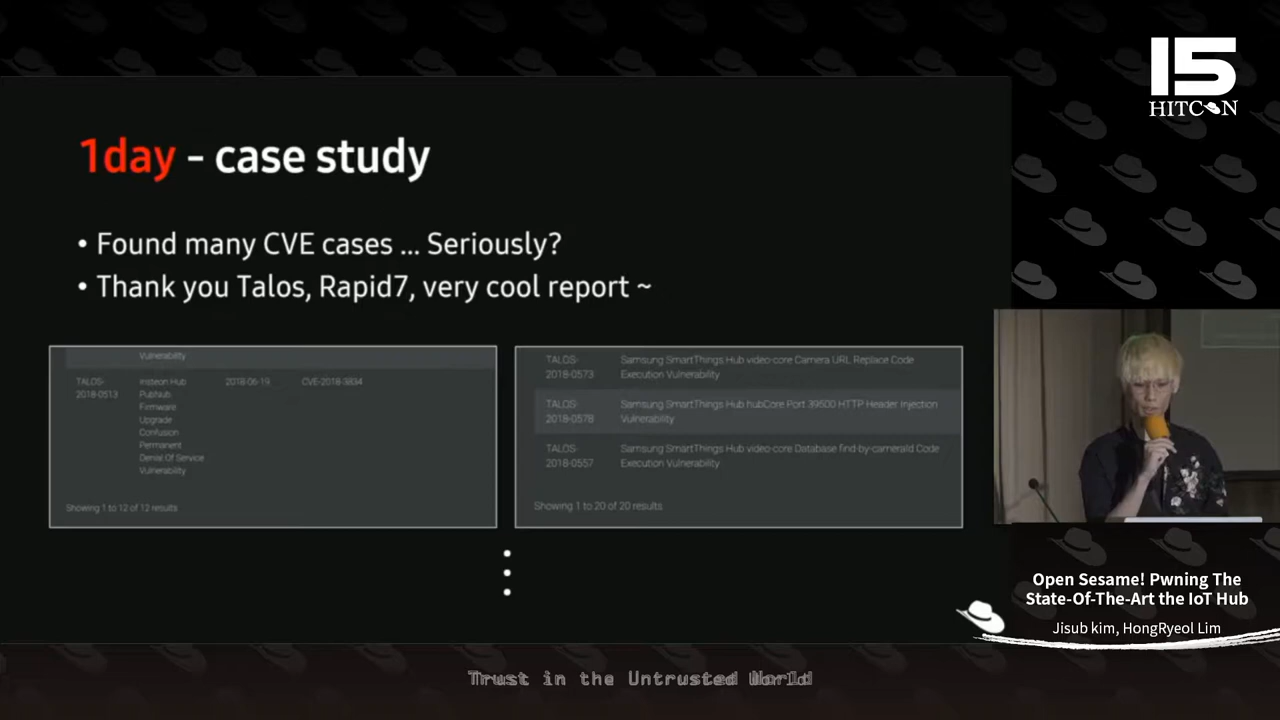 15
HITCON
1day - case study
• Found many CVE cases ... Seriously?
• Thank you Talos, Rapid7, very cool report ~
Vulnerability
TALOS-2018-0513 Insteon Hub 2018-06-19 CVE-2018-3834
Pubhub
Firmware
Upgrade
Confusion
Permanent
Denial Of Service
Vulnerability
Showing 1 to 12 of 12 results
TALOS- Samsung SmartThings Hub video-core Camera URL Replace Code
2018-0573 Execution Vulnerability
TALOS- Samsung SmartThings Hub hubCore Port 39500 HTTP Header Injection
2018-0578 Vulnerability
TALOS- Samsung SmartThings Hub video-core Database find-by-cameraId Code
2018-0557 Execution Vulnerability
Showing 1 to 20 of 20 results
Open Sesame! Pwning The
State-Of-The-Art the IoT Hub
Jisub kim, HongRyeol Lim
Trust in the Untrusted World